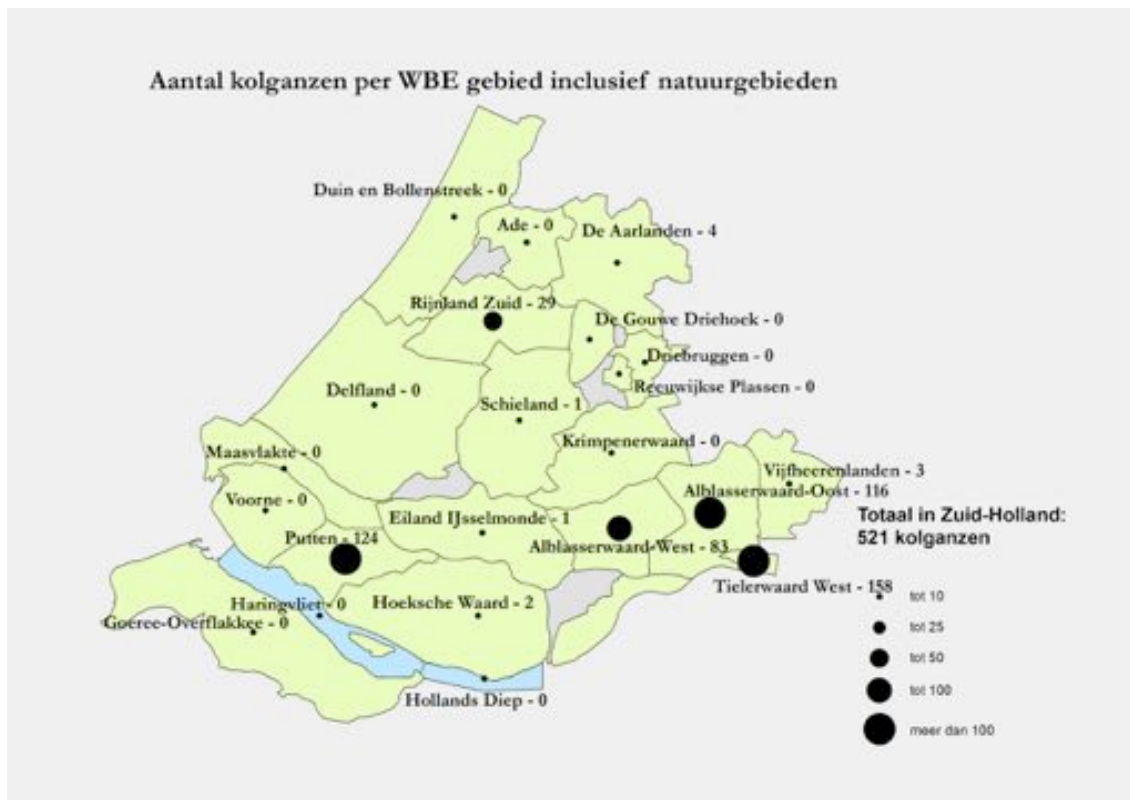 Aantal kolganzen per WBE gebied inclusief natuurgebieden
Duin en Bollenstreek - 0
Ade - 0
De Aarlanden - 4
Rijnland Zuid - 29
De Gouwe Driehoek - 0
Driebruggen - 0
Reeuwijkse Plassen - 0
Delfland - 0
Schieland - 1
Krimpenerwaard - 0
Maasvlakte - 0
Vijfheerenlanden - 3
Alblasserwaard-Oost - 116
Voorne - 0
Eiland IJsselmonde - 1
Totaal in Zuid-Holland:
521 kolganzen
Putten - 124
Alblasserwaard-West - 83
Tielerwaard West - 158
Haringvliet - 0
Hoeksche Waard - 2
Goeree-Overflakkee - 0
Hollands Diep - 0
tot 10
tot 25
tot 50
tot 100
meer dan 100